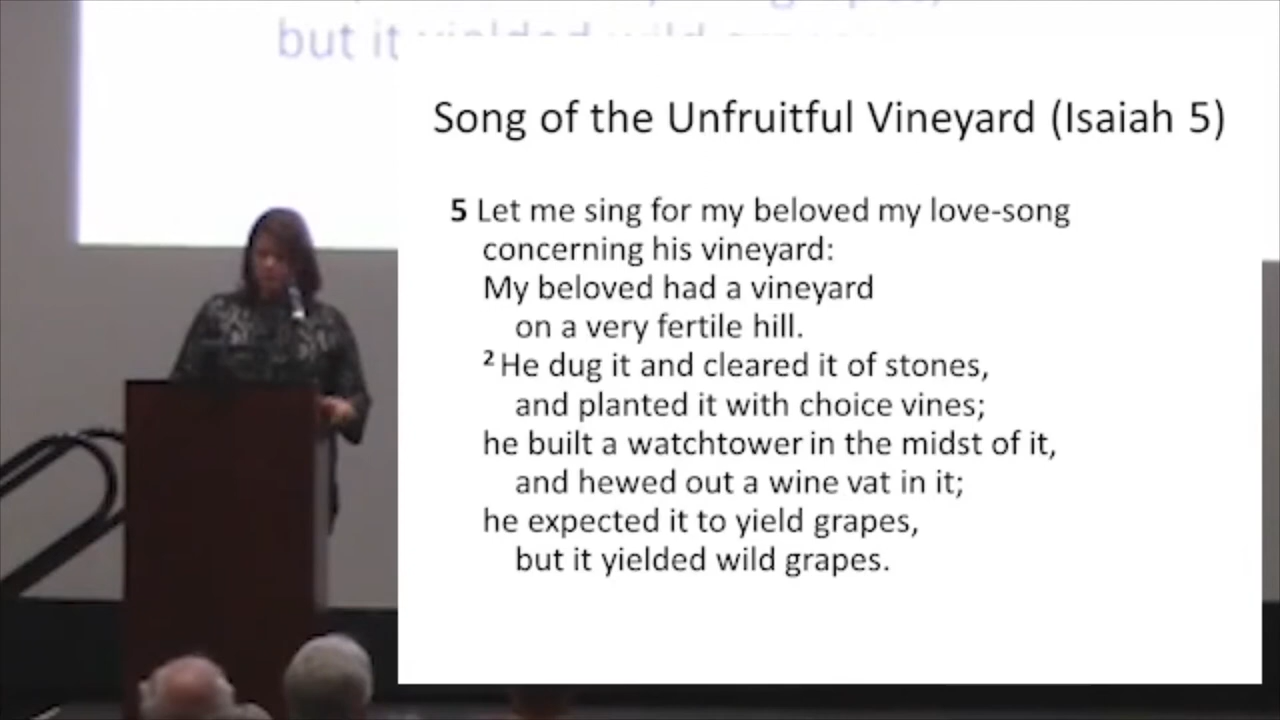 but it yielded wild grapes.
Song of the Unfruitful Vineyard (Isaiah 5)
5 Let me sing for my beloved my love-song
concerning his vineyard:
My beloved had a vineyard
on a very fertile hill.
2 He dug it and cleared it of stones,
and planted it with choice vines;
he built a watchtower in the midst of it,
and hewed out a wine vat in it;
he expected it to yield grapes,
but it yielded wild grapes.